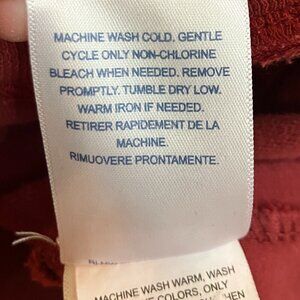 MACHINE WASH COLD. GENTLE
CYCLE ONLY NON-CHLORINE
BLEACH WHEN NEEDED. REMOVE
PROMPTLY. TUMBLE DRY LOW.
WARM IRON IF NEEDED.
RETIRER RAPIDEMENT DE LA
MACHINE.
RIMUOVERE PRONTAMENTE.
MACHINE WASH WARM, WASH
COLORS, ONLY